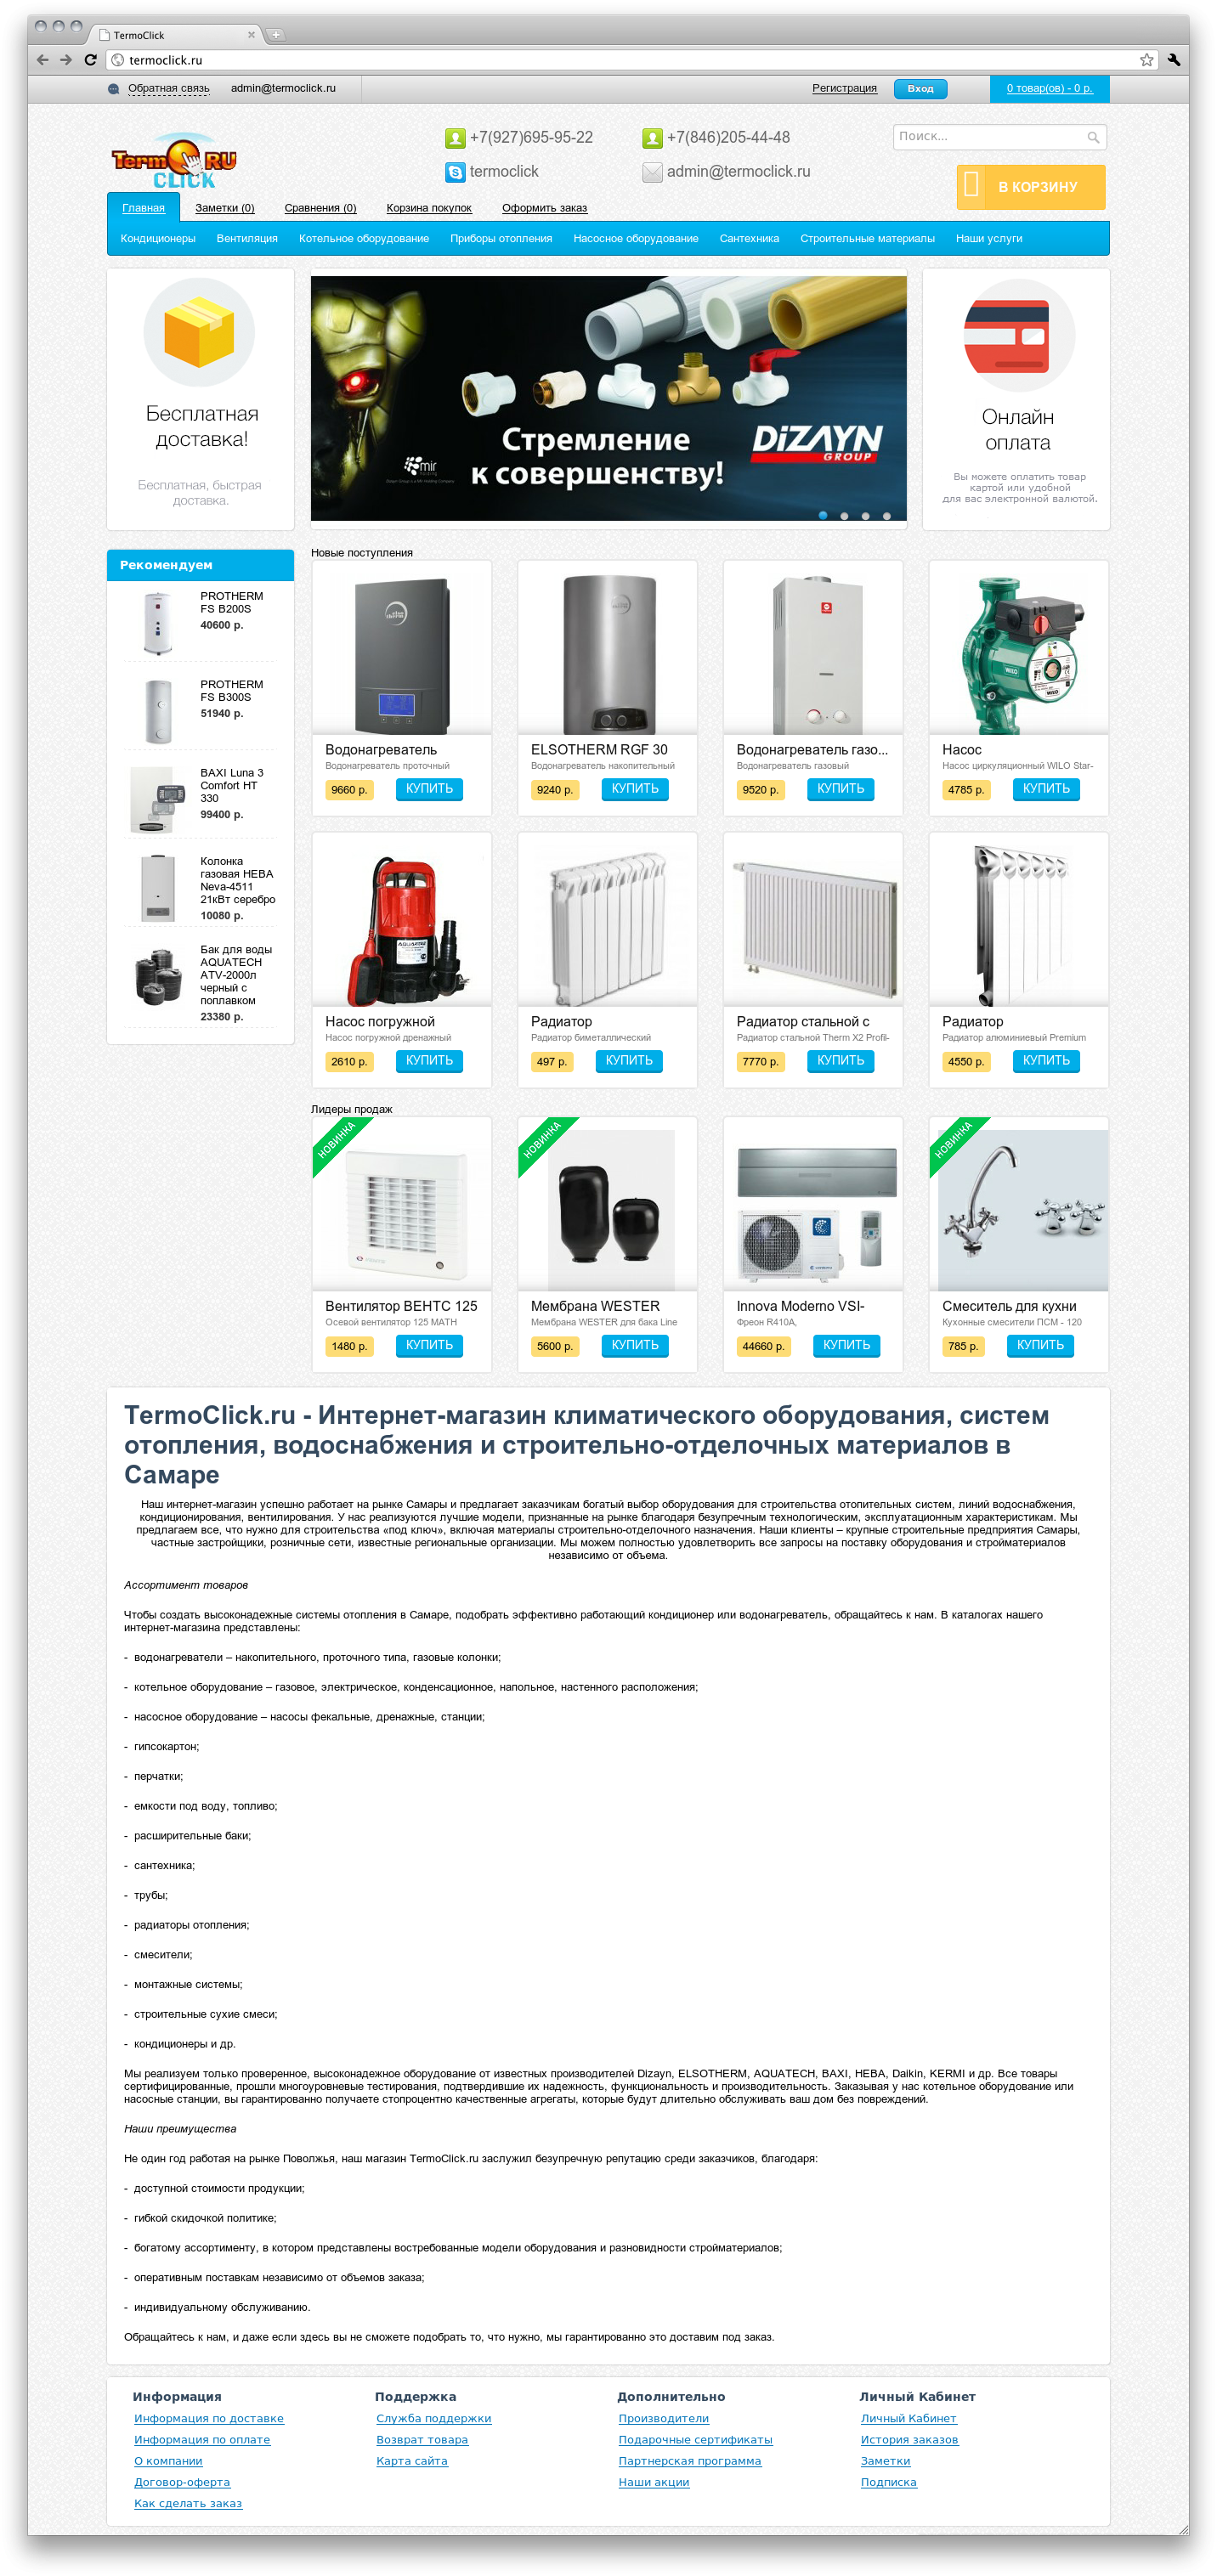 TermoClick
termoclick.ru
Обратная связь admin@termoclick.ru Регистрация Вход 0 товар(ов) - 0 р.
Termo RU
CLICK
+7(927)695-95-22 +7(846)205-44-48
termoclick admin@termoclick.ru
Поиск...
В КОРЗИНУ
Главная Заметки (0) Сравнения (0) Корзина покупок Оформить заказ
Кондиционеры Вентиляция Котельное оборудование Приборы отопления Насосное оборудование Сантехника Строительные материалы Наши услуги
Бесплатная
доставка!
Бесплатная, быстрая
доставка.
Стремление
к совершенству!
DiZAYN
GROUP
mir
Онлайн
оплата
Вы можете оплатить товар
картой или удобной
для вас электронной валютой.
Рекомендуем
PROTHERM
FS B200S
40600 р.
PROTHERM
FS B300S
51940 р.
BAXI Luna 3
Comfort HT
330
99400 р.
Колонка
газовая НЕВА
Neva-4511
21кВт серебро
10080 р.
Бак для воды
AQUATECH
ATV-2000л
черный с
поплавком
23380 р.
Новые поступления
Водонагреватель
Водонагреватель проточный
9660 р. КУПИТЬ
ELSOTHERM RGF 30
Водонагреватель накопительный
9240 р. КУПИТЬ
Водонагреватель газо...
Водонагреватель газовый
9520 р. КУПИТЬ
WILO
Насос
Насос циркуляционный WILO Star-
4785 р. КУПИТЬ
Насос погружной
Насос погружной дренажный
2610 р. КУПИТЬ
Радиатор
Радиатор биметаллический
497 р. КУПИТЬ
Радиатор стальной с
Радиатор стальной Therm X2 Profil-
7770 р. КУПИТЬ
Радиатор
Радиатор алюминиевый Premium
4550 р. КУПИТЬ
Лидеры продаж
НОВИНКА
Вентилятор ВЕНТС 125
Осевой вентилятор 125 МАТН
1480 р. КУПИТЬ
НОВИНКА
Мембрана WESTER
Мембрана WESTER для бака Line
5600 р. КУПИТЬ
Innova Moderno VSI-
Фреон R410A,
44660 р. КУПИТЬ
НОВИНКА
Смеситель для кухни
Кухонные смесители ПСМ - 120
785 р. КУПИТЬ
TermoClick.ru - Интернет-магазин климатического оборудования, систем
отопления, водоснабжения и строительно-отделочных материалов в
Самаре
Наш интернет-магазин успешно работает на рынке Самары и предлагает заказчикам богатый выбор оборудования для строительства отопительных систем, линий водоснабжения,
кондиционирования, вентилирования. У нас реализуются лучшие модели, признанные на рынке благодаря безупречным технологическим, эксплуатационным характеристикам. Мы
предлагаем все, что нужно для строительства «под ключ», включая материалы строительно-отделочного назначения. Наши клиенты – крупные строительные предприятия Самары,
частные застройщики, розничные сети, известные региональные организации. Мы можем полностью удовлетворить все запросы на поставку оборудования и стройматериалов
независимо от объема.
Ассортимент товаров
Чтобы создать высоконадежные системы отопления в Самаре, подобрать эффективно работающий кондиционер или водонагреватель, обращайтесь к нам. В каталогах нашего
интернет-магазина представлены:
- водонагреватели – накопительного, проточного типа, газовые колонки;
- котельное оборудование – газовое, электрическое, конденсационное, напольное, настенного расположения;
- насосное оборудование – насосы фекальные, дренажные, станции;
- гипсокартон;
- перчатки;
- емкости под воду, топливо;
- расширительные баки;
- сантехника;
- трубы;
- радиаторы отопления;
- смесители;
- монтажные системы;
- строительные сухие смеси;
- кондиционеры и др.
Мы реализуем только проверенное, высоконадежное оборудование от известных производителей Dizayn, ELSOTHERM, AQUATECH, BAXI, НЕВА, Daikin, KERMI и др. Все товары
сертифицированные, прошли многоуровневые тестирования, подтвердившие их надежность, функциональность и производительность. Заказывая у нас котельное оборудование или
насосные станции, вы гарантированно получаете стопроцентно качественные агрегаты, которые будут длительно обслуживать ваш дом без повреждений.
Наши преимущества
Не один год работая на рынке Поволжья, наш магазин TermoClick.ru заслужил безупречную репутацию среди заказчиков, благодаря:
- доступной стоимости продукции;
- гибкой скидочкой политике;
- богатому ассортименту, в котором представлены востребованные модели оборудования и разновидности стройматериалов;
- оперативным поставкам независимо от объемов заказа;
- индивидуальному обслуживанию.
Обращайтесь к нам, и даже если здесь вы не сможете подобрать то, что нужно, мы гарантированно это доставим под заказ.
Информация
Информация по доставке
Информация по оплате
О компании
Договор-оферта
Как сделать заказ
Поддержка
Служба поддержки
Возврат товара
Карта сайта
Дополнительно
Производители
Подарочные сертификаты
Партнерская программа
Наши акции
Личный Кабинет
Личный Кабинет
История заказов
Заметки
Подписка